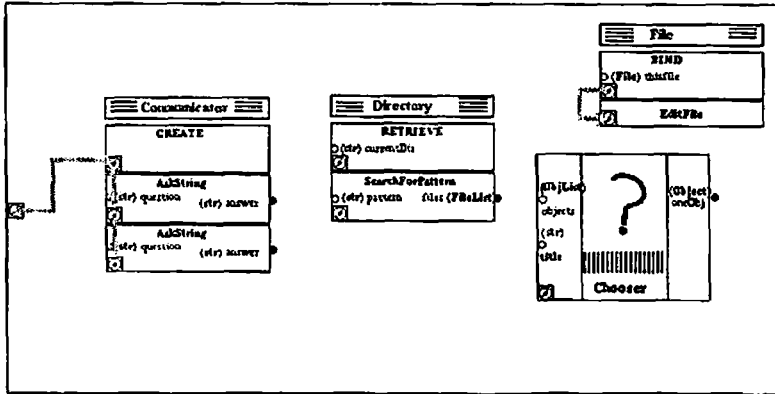 File
BIND
(File) thisfile
EditFile
Communicator
CREATE
AskString
(str) question
(str) answer
AskString
(str) question
(str) answer
Directory
RETRIEVE
(str) currentDir
SearchForPattern
(str) pattern files (FileList)
(ObjList)
objects
(str)
title
?
Chooser
(Object)
oneObj